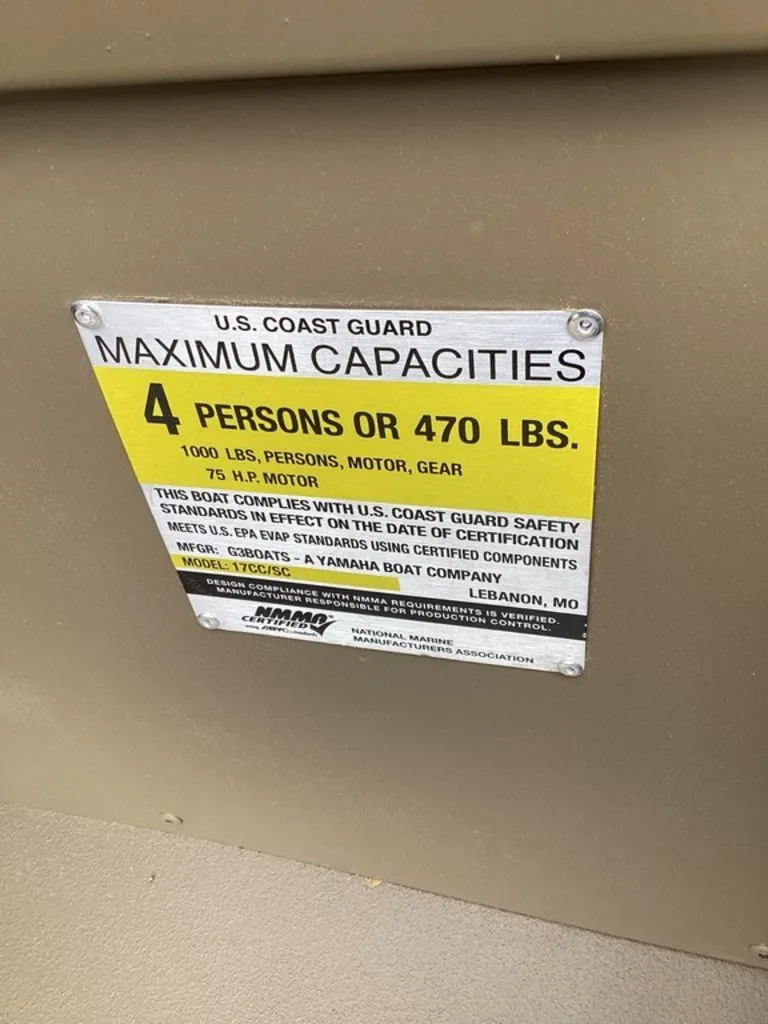 U.S. COAST GUARD
MAXIMUM CAPACITIES
4 PERSONS OR 470 LBS.
1000 LBS, PERSONS, MOTOR, GEAR
75 H.P. MOTOR
THIS BOAT COMPLIES WITH U.S. COAST GUARD SAFETY
STANDARDS IN EFFECT ON THE DATE OF CERTIFICATION
MEETS U.S. EPA EVAP STANDARDS USING CERTIFIED COMPONENTS
MFGR: G3BOATS - A YAMAHA BOAT COMPANY
MODEL: 17CC/SC
LEBANON, MO
DESIGN COMPLIANCE WITH NMMA REQUIREMENTS IS VERIFIED.
MANUFACTURER RESPONSIBLE FOR PRODUCTION CONTROL.
NMMA
CERTIFIED
using ABYC standards
NATIONAL MARINE
MANUFACTURERS ASSOCIATION